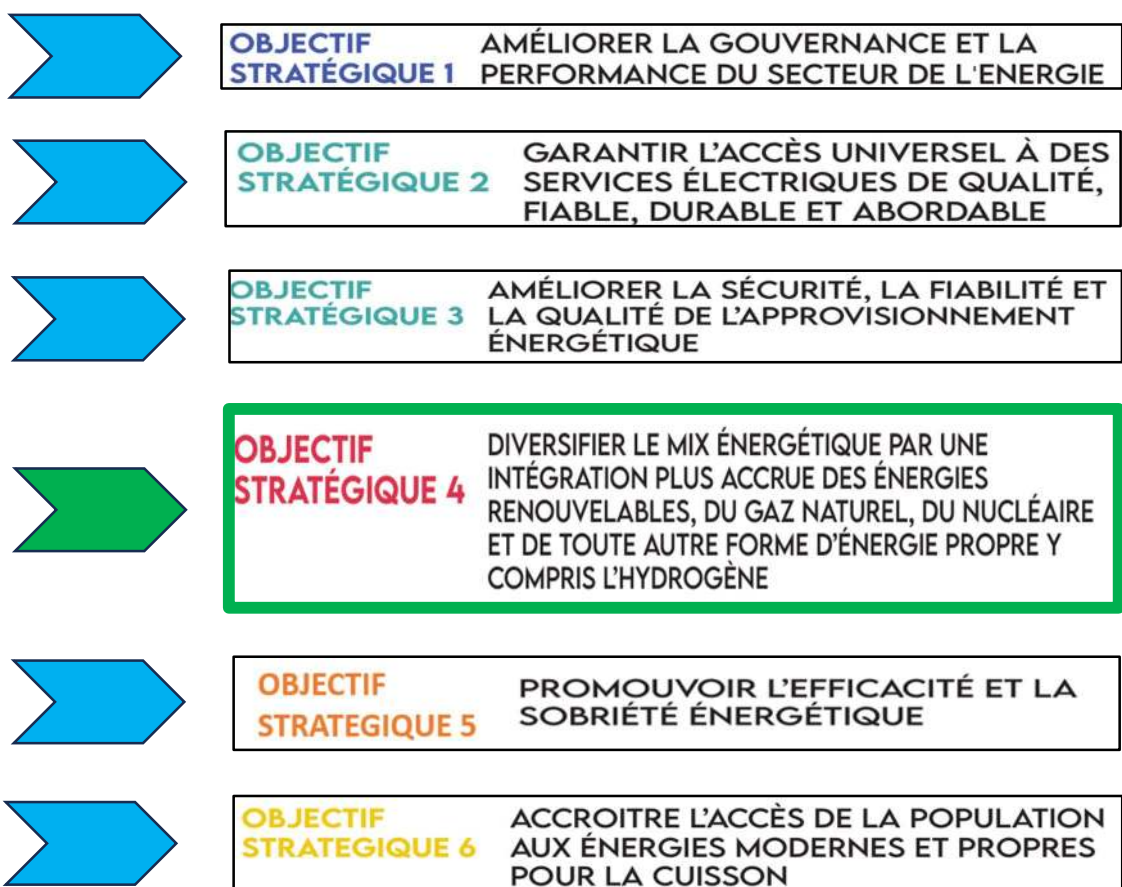 OBJECTIF
STRATÉGIQUE 1
AMÉLIORER LA GOUVERNANCE ET LA
PERFORMANCE DU SECTEUR DE L'ENERGIE
OBJECTIF
STRATÉGIQUE 2
GARANTIR L'ACCÈS UNIVERSEL À DES
SERVICES ÉLECTRIQUES DE QUALITÉ,
FIABLE, DURABLE ET ABORDABLE
OBJECTIF
STRATÉGIQUE 3
AMÉLIORER LA SÉCURITÉ, LA FIABILITÉ ET
LA QUALITÉ DE L'APPROVISIONNEMENT
ÉNERGÉTIQUE
OBJECTIF
STRATÉGIQUE 4
DIVERSIFIER LE MIX ÉNERGÉTIQUE PAR UNE
INTÉGRATION PLUS ACCRUE DES ÉNERGIES
RENOUVELABLES, DU GAZ NATUREL, DU NUCLÉAIRE
ET DE TOUTE AUTRE FORME D'ÉNERGIE PROPRE Y
COMPRIS L'HYDROGÈNE
OBJECTIF
STRATEGIQUE 5
PROMOUVOIR L'EFFICACITÉ ET LA
SOBRIÉTÉ ÉNERGÉTIQUE
OBJECTIF
STRATEGIQUE 6
ACCROITRE L'ACCÈS DE LA POPULATION
AUX ÉNERGIES MODERNES ET PROPRES
POUR LA CUISSON